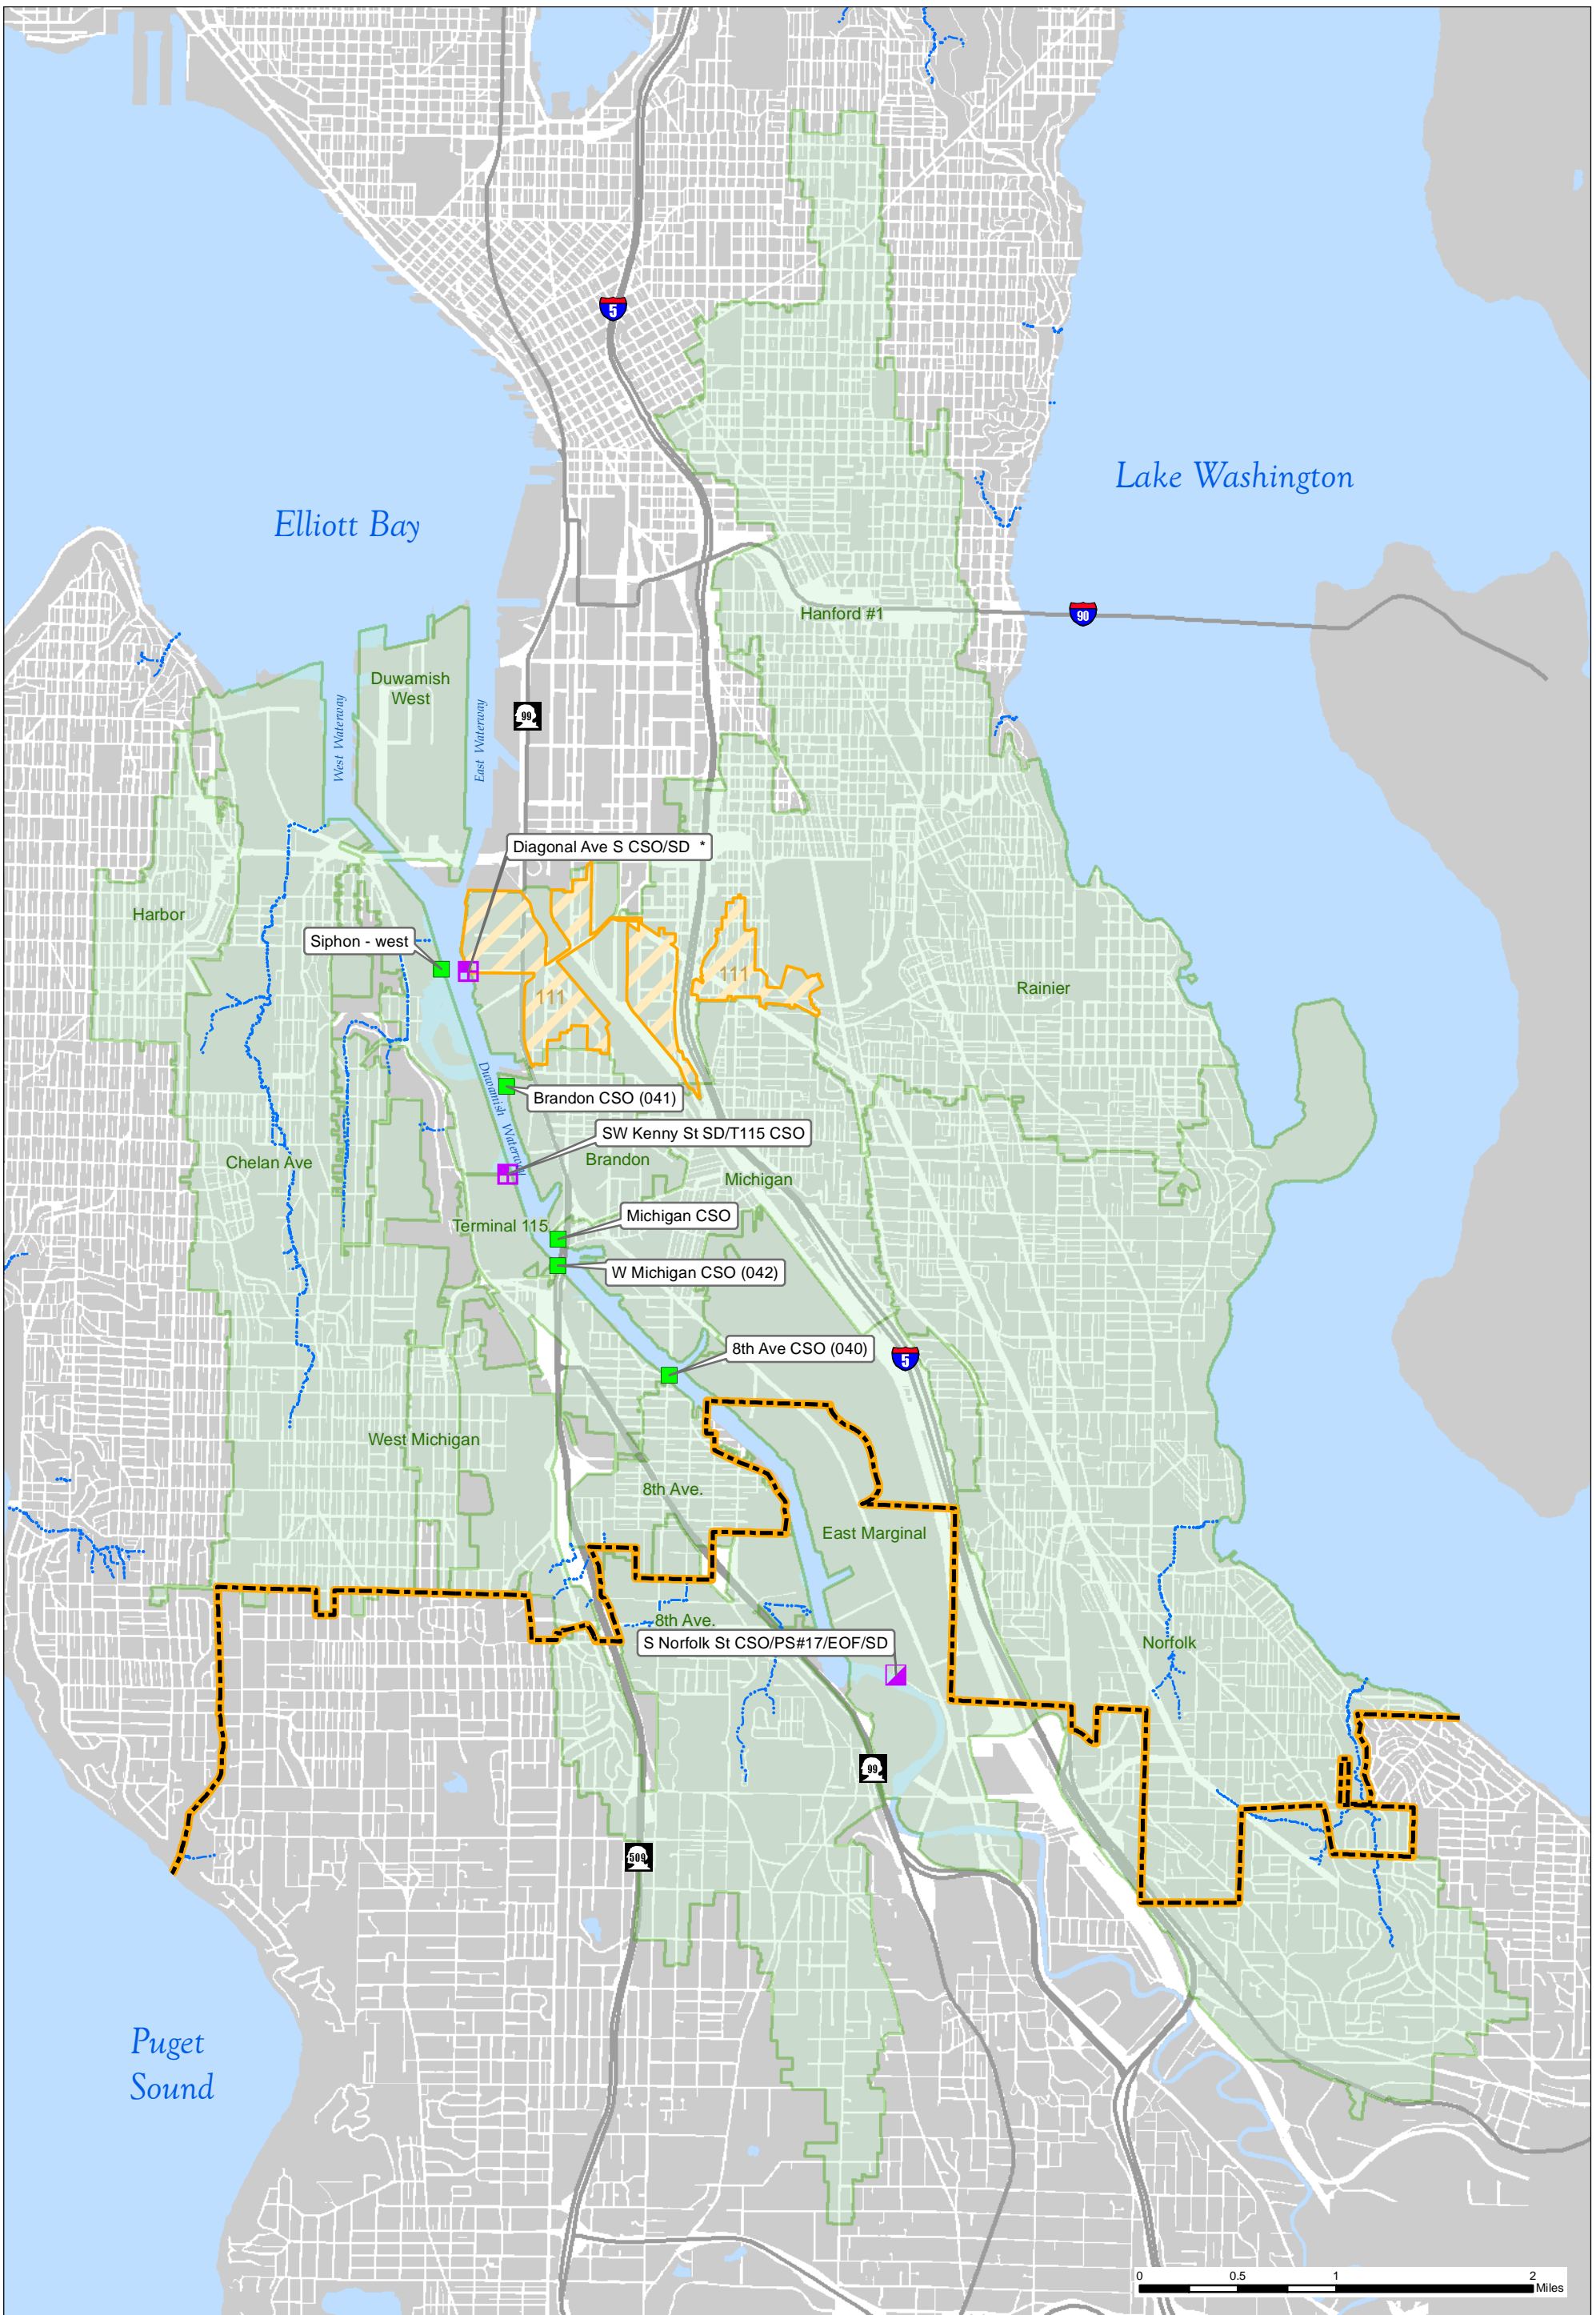 5
Lake Washington
Elliott Bay
Hanford #1
90
Duwamish
West
West Waterway
East Waterway
99
Diagonal Ave S CSO/SD *
Harbor
Siphon - west
111
111
Rainier
Duwamish Waterway
Brandon CSO (041)
SW Kenny St SD/T115 CSO
Brandon
Chelan Ave
Michigan
Michigan CSO
Terminal 115
W Michigan CSO (042)
8th Ave CSO (040)
5
West Michigan
8th Ave.
East Marginal
8th Ave.
S Norfolk St CSO/PS#17/EOF/SD
Norfolk
99
509
Puget
Sound
0 0.5 1 2
Miles